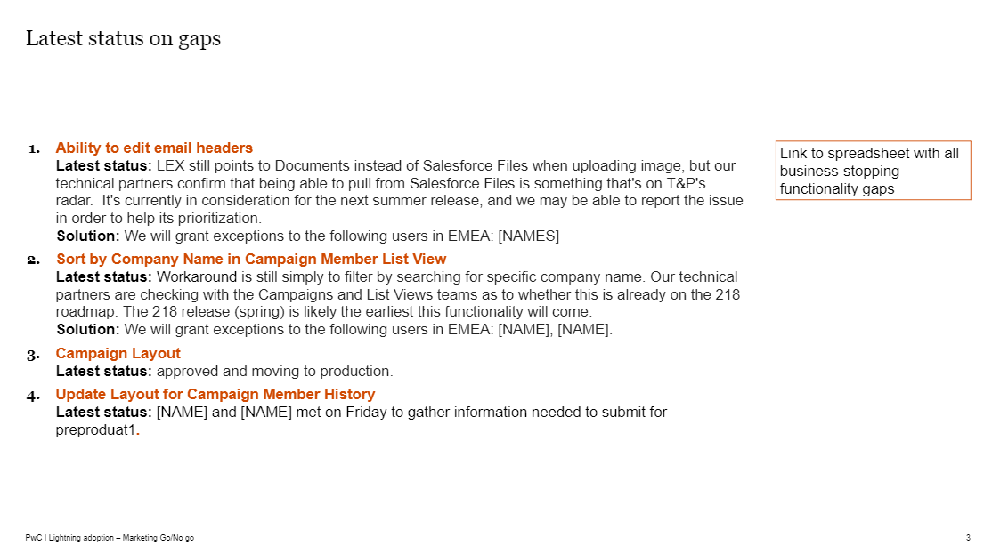 Latest status on gaps
1. Ability to edit email headers
Latest status: LEX still points to Documents instead of Salesforce Files when uploading image, but our
technical partners confirm that being able to pull from Salesforce Files is something that's on T&P's
radar.  It's currently in consideration for the next summer release, and we may be able to report the issue
in order to help its prioritization.
Solution: We will grant exceptions to the following users in EMEA: [NAMES]
2. Sort by Company Name in Campaign Member List View
Latest status: Workaround is still simply to filter by searching for specific company name. Our technical
partners are checking with the Campaigns and List Views teams as to whether this is already on the 218
roadmap. The 218 release (spring) is likely the earliest this functionality will come.
Solution: We will grant exceptions to the following users in EMEA: [NAME], [NAME].
3. Campaign Layout
Latest status: approved and moving to production.
4. Update Layout for Campaign Member History
Latest status: [NAME] and [NAME] met on Friday to gather information needed to submit for
preproduat1.
Link to spreadsheet with all
business-stopping
functionality gaps
PwC | Lightning adoption – Marketing Go/No go
3